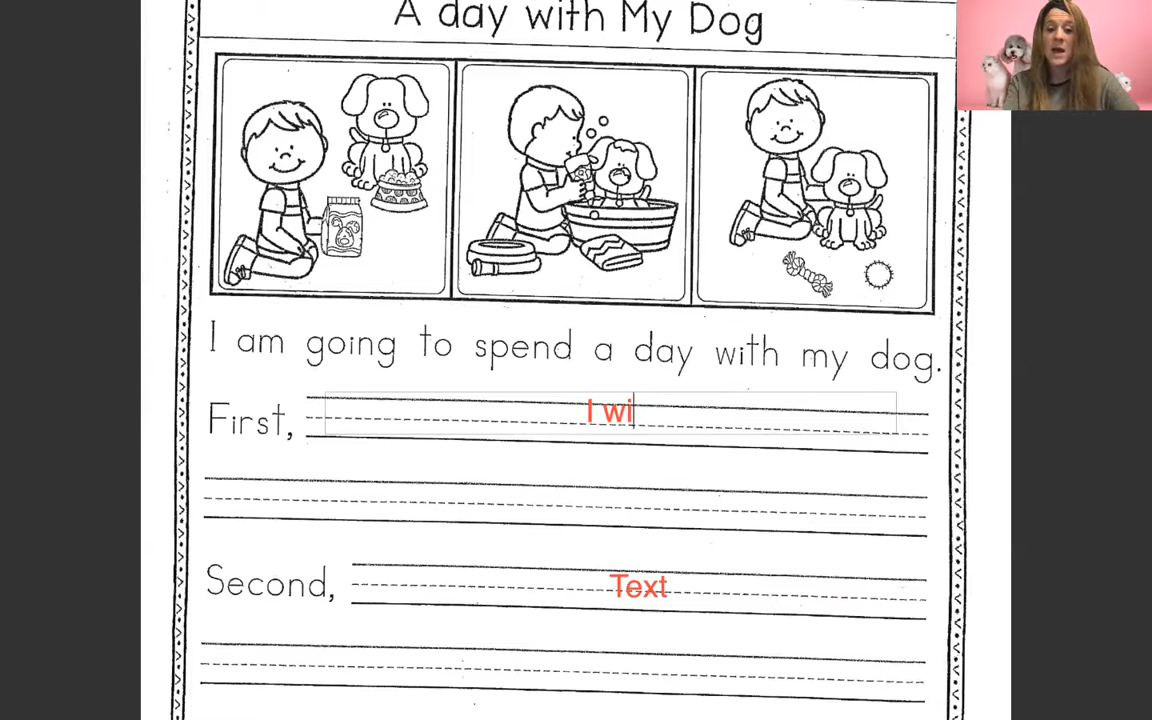 A day with My Dog
I am going to spend a day with my dog.
First, I wi
Second, Text